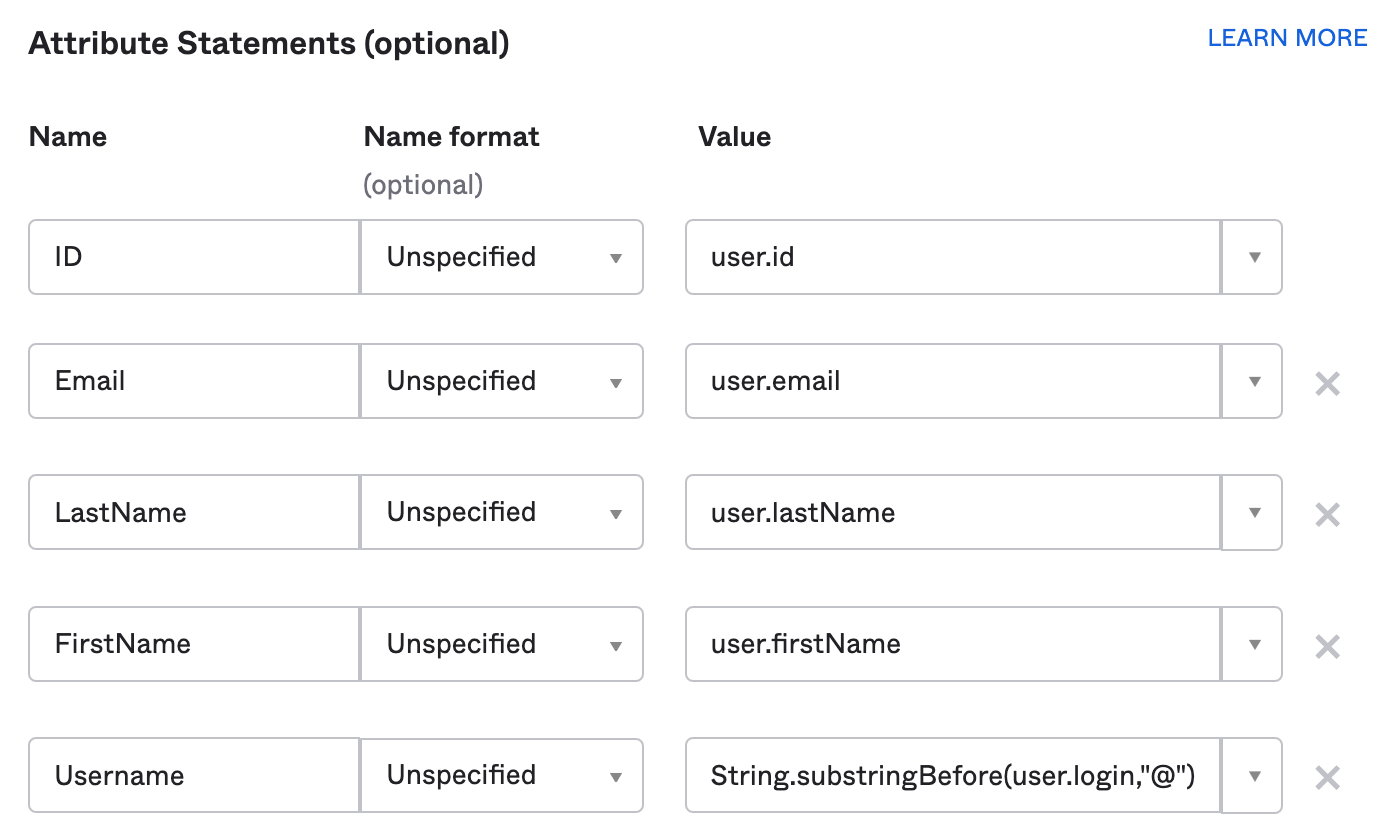 Attribute Statements (optional) LEARN MORE
Name Name format Value
(optional)
ID Unspecified user.id
Email Unspecified user.email
LastName Unspecified user.lastName
FirstName Unspecified user.firstName
Username Unspecified String.substringBefore(user.login,"@")